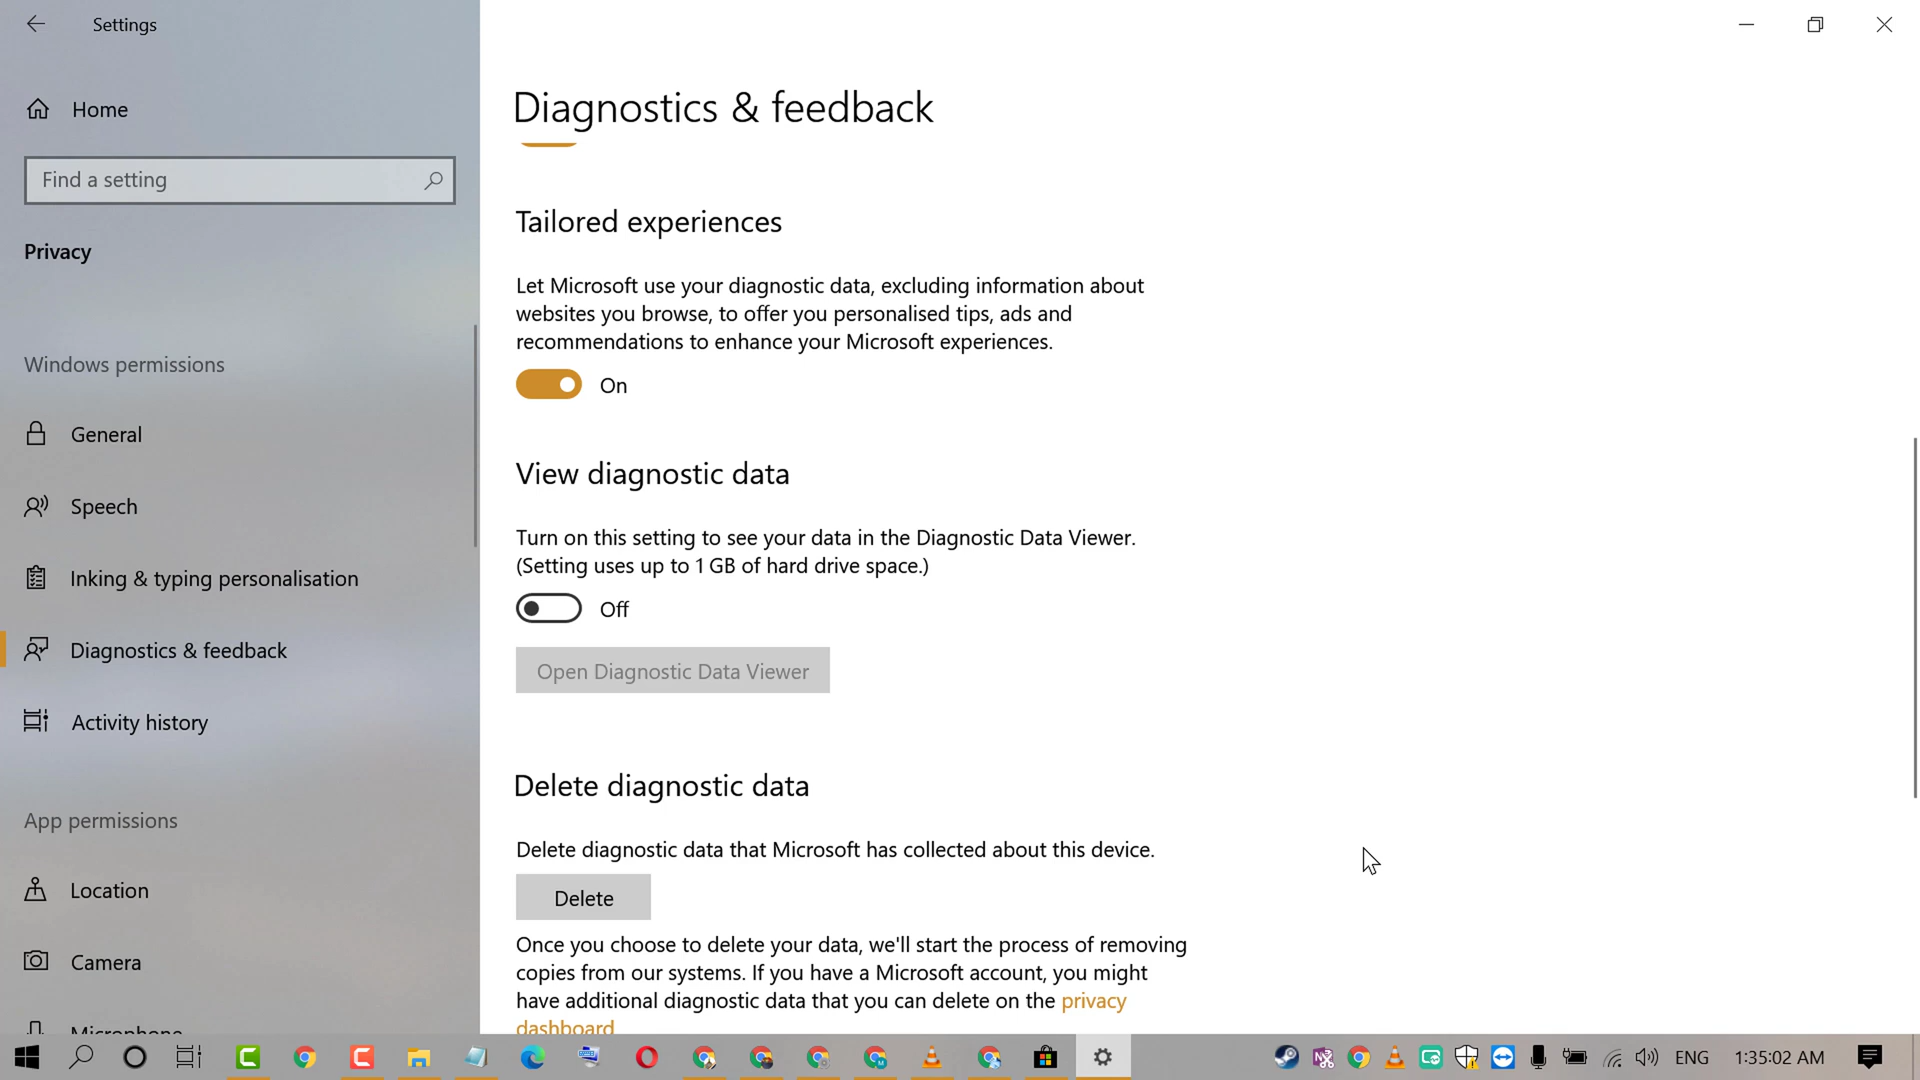 Settings
Home
Find a setting
Privacy
Windows permissions
General
Speech
Inking & typing personalisation
Diagnostics & feedback
Activity history
App permissions
Location
Camera
Microphone
Diagnostics & feedback
Tailored experiences
Let Microsoft use your diagnostic data, excluding information about
websites you browse, to offer you personalised tips, ads and
recommendations to enhance your Microsoft experiences.
On
View diagnostic data
Turn on this setting to see your data in the Diagnostic Data Viewer.
(Setting uses up to 1 GB of hard drive space.)
Off
Open Diagnostic Data Viewer
Delete diagnostic data
Delete diagnostic data that Microsoft has collected about this device.
Delete
Once you choose to delete your data, we'll start the process of removing
copies from our systems. If you have a Microsoft account, you might
have additional diagnostic data that you can delete on the privacy
dashboard
ENG
1:35:02 AM